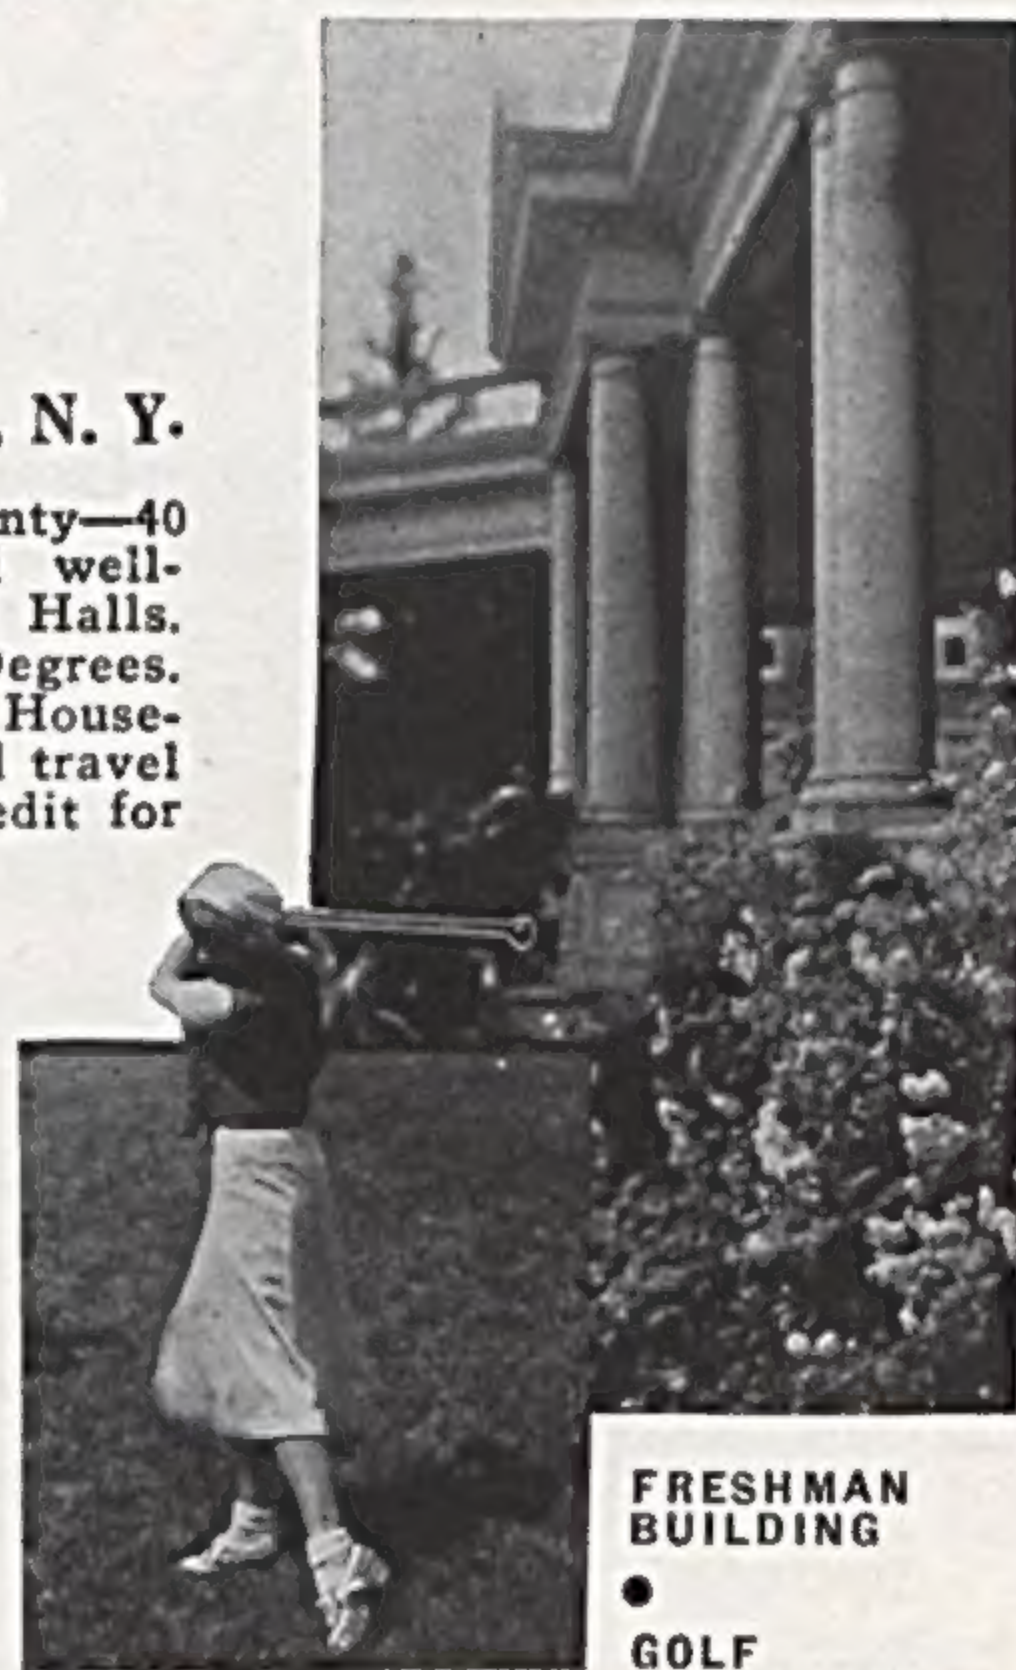 N. Y.
nty—40
well-
Halls.
egrees.
House-
travel
edit for
FRESHMAN
BUILDING
●
GOLF